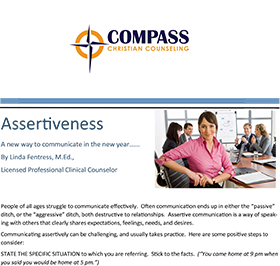 COMPASS
CHRISTIAN COUNSELING
Assertiveness
A new way to communicate in the new year……
By Linda Fentress, M.Ed.,
Licensed Professional Clinical Counselor
People of all ages struggle to communicate effectively. Often communication ends up in either the "passive"
ditch, or the "aggressive" ditch, both destructive to relationships. Assertive communication is a way of speak-
ing with others that clearly shares expectations, feelings, needs, and desires.
Communicating assertively can be challenging, and usually takes practice. Here are some positive steps to
consider:
STATE THE SPECIFIC SITUATION to which you are referring. Stick to the facts. ("You came home at 9 pm when
you said you would be home at 5 pm.")